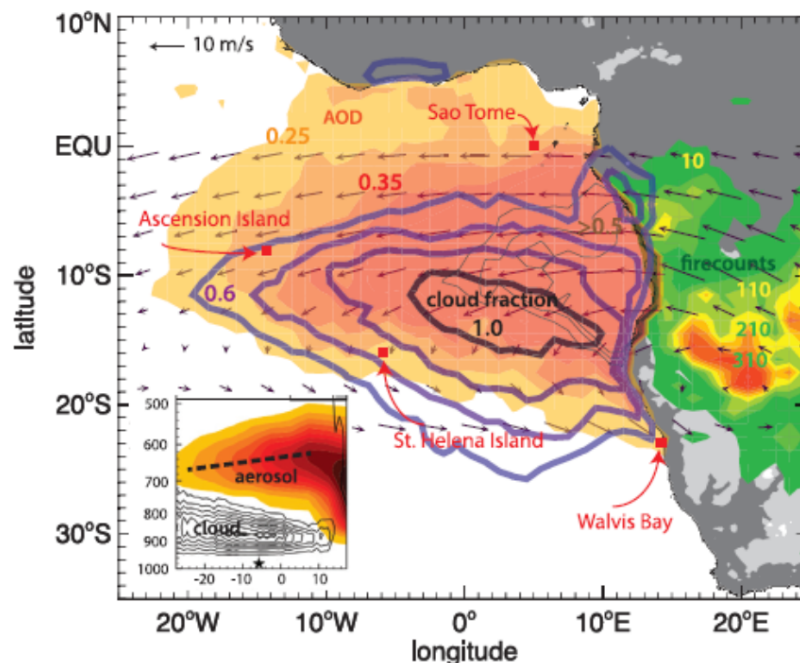 10°N
10 m/s
AOD
Sao Tome
0.25
EQU
10
0.35
Ascension Island
>0.5
firecounts
10°S
0.6
cloud fraction
110
1.0
210
310
latitude
20°S
500
St. Helena Island
600
aerosol
700
Walvis Bay
800
cloud
30°S
900
1000
-20
-10
0
10
20°W
10°W
0°
10°E
20°E
longitude